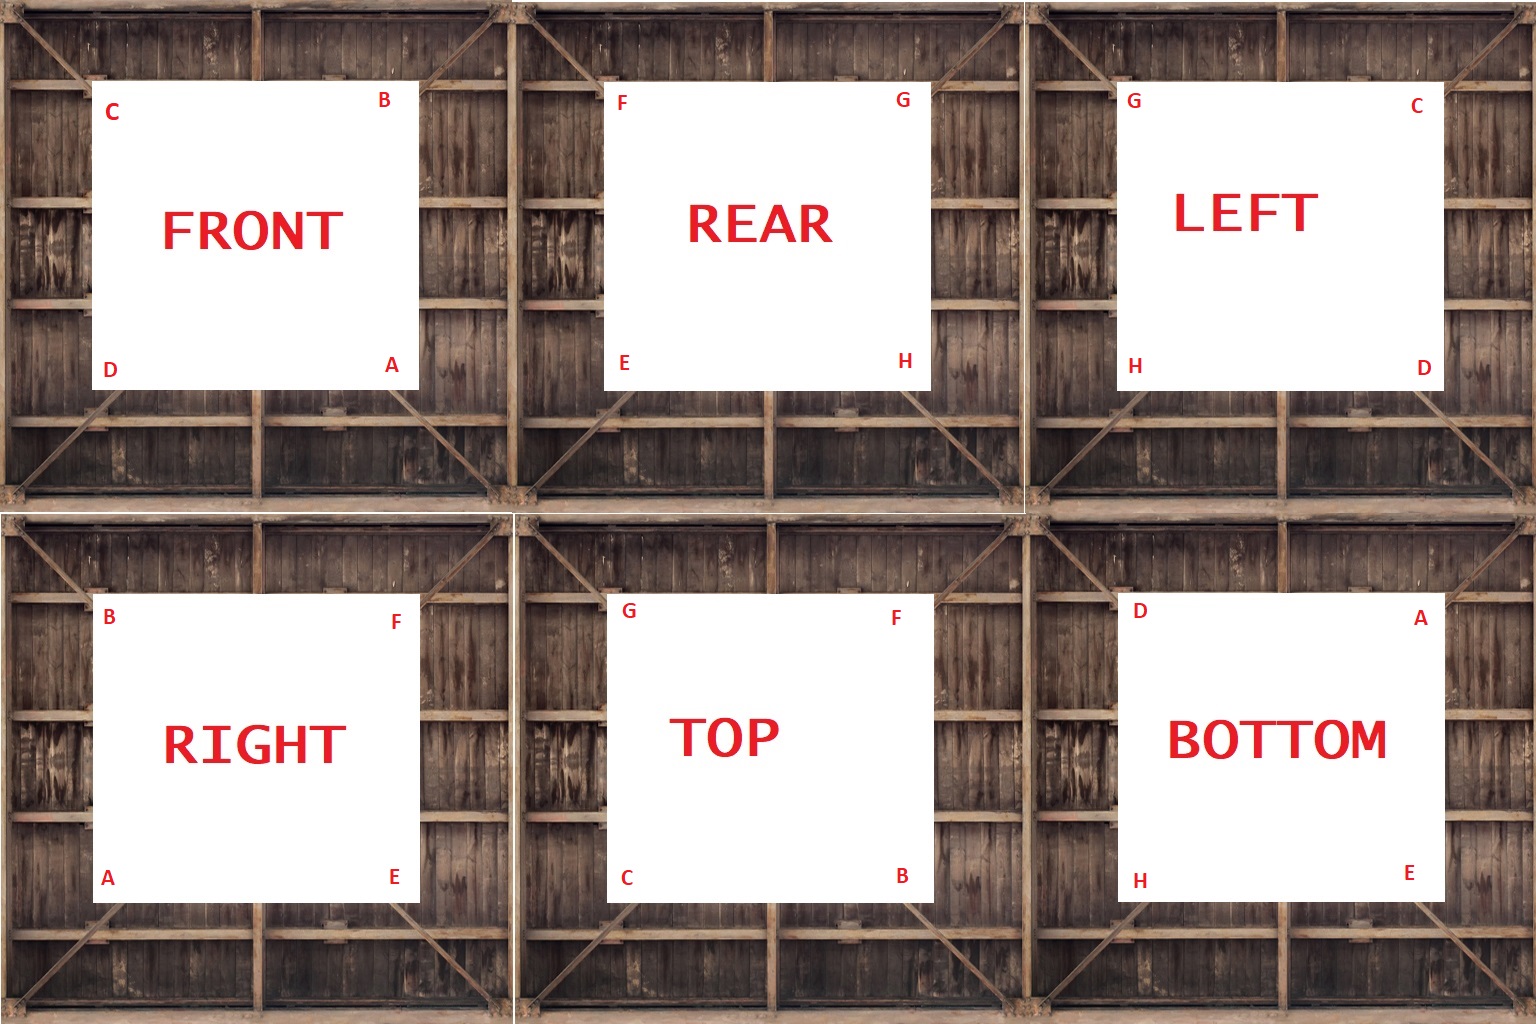 C B
FRONT
D A
F G
REAR
E H
G C
LEFT
H D
B F
RIGHT
A E
G F
TOP
C B
D A
BOTTOM
H E